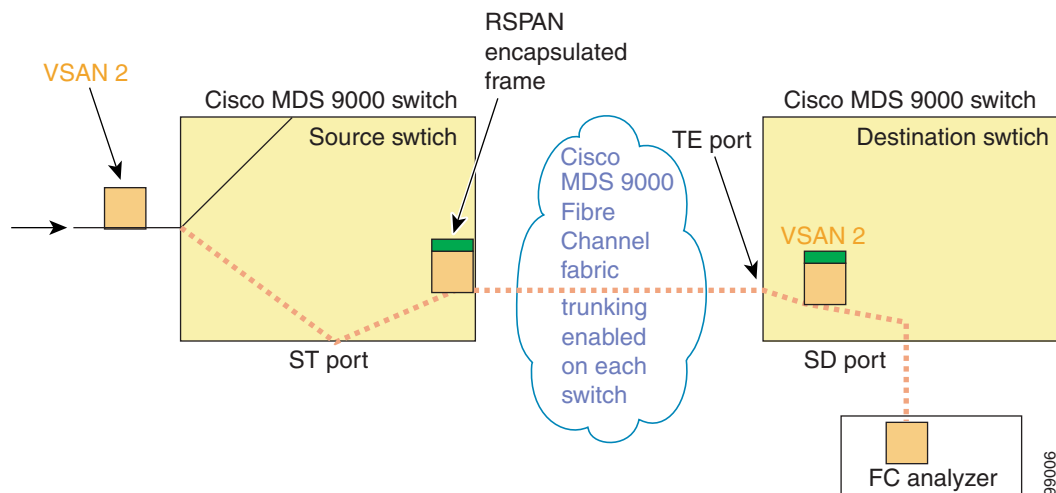 RSPAN
encapsulated
frame
VSAN 2
Cisco MDS 9000 switch
Source swtich
Cisco
MDS 9000
Fibre
Channel
fabric
trunking
enabled
on each
switch
TE port
Cisco MDS 9000 switch
Destination swtich
VSAN 2
ST port
SD port
FC analyzer
99006